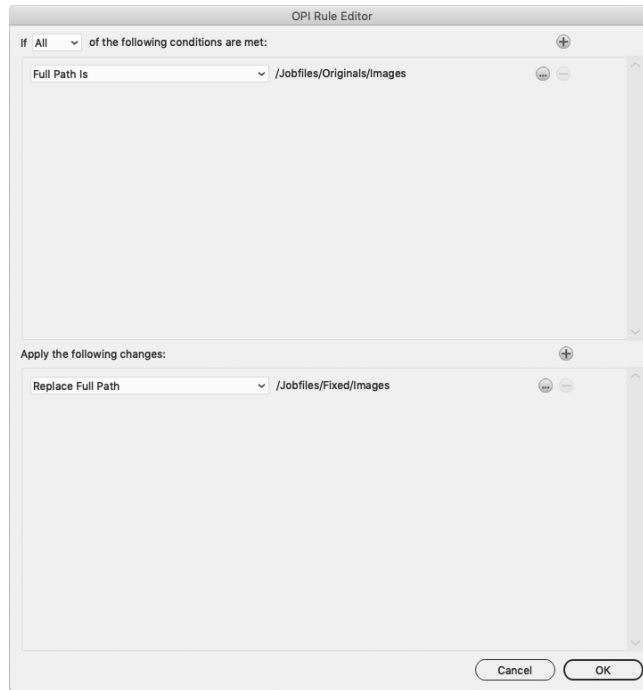 OPI Rule Editor
If All of the following conditions are met:
Full Path Is /Jobfiles/Originals/Images
Apply the following changes:
Replace Full Path /Jobfiles/Fixed/Images
Cancel OK